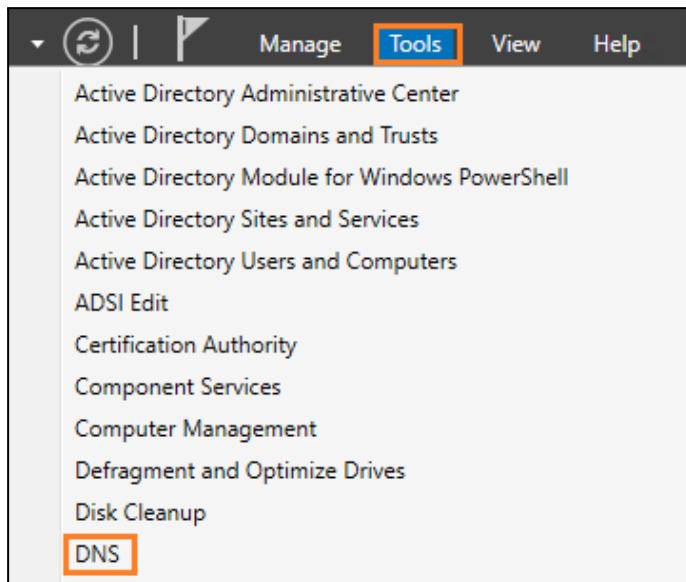 Manage Tools View Help
Active Directory Administrative Center
Active Directory Domains and Trusts
Active Directory Module for Windows PowerShell
Active Directory Sites and Services
Active Directory Users and Computers
ADSI Edit
Certification Authority
Component Services
Computer Management
Defragment and Optimize Drives
Disk Cleanup
DNS